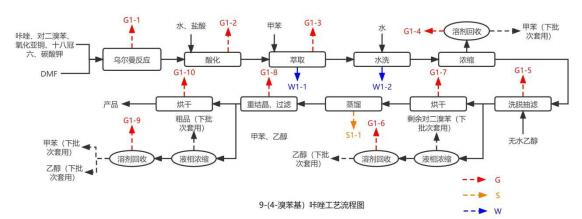 G1-1
水、盐酸
G1-2
甲苯
G1-3
水
G1-4
溶剂回收
甲苯（下批
次套用）
咔唑、对二溴苯、
氧化亚铜、十八冠
六、碳酸钾
DMF
乌尔曼反应
酸化
萃取
水洗
浓缩
W1-1
W1-2
G1-5
G1-10
G1-8
G1-7
产品
烘干
重结晶、过滤
蒸馏
烘干
洗脱抽滤
G1-9
粗品（下
批次套用）
甲苯、乙醇
S1-1
G1-6
剩余对二溴苯（下
批次套用）
无水乙醇
甲苯（下批
次套用）
乙醇（下批
次套用）
溶剂回收
液相浓缩
乙醇（下批
次套用）
溶剂回收
液相浓缩
9-(4-溴苯基）咔唑工艺流程图
G
S
W